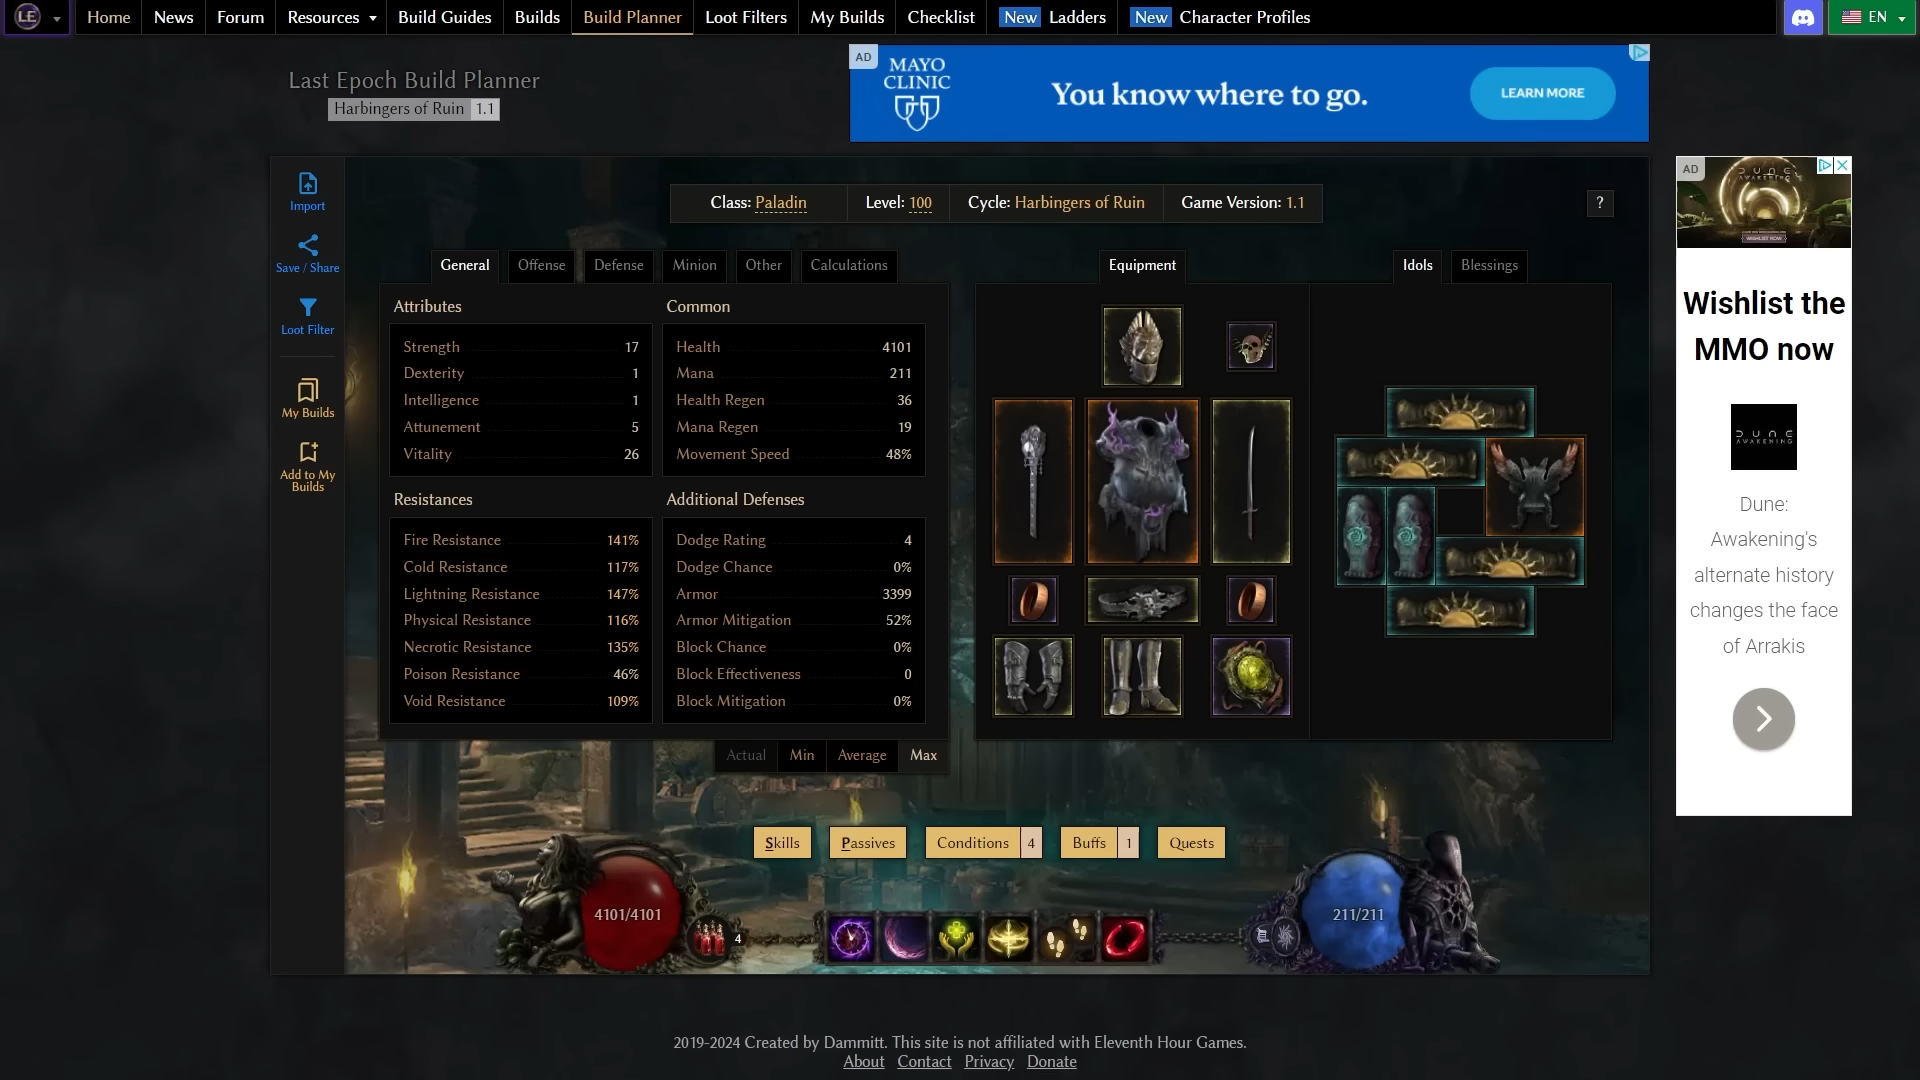 LE
Home
News
Forum
Resources
Build Guides
Builds
Build Planner
Loot Filters
My Builds
Checklist
New Ladders
New Character Profiles
EN
Last Epoch Build Planner
Harbingers of Ruin 1.1
AD
MAYO
CLINIC
You know where to go.
LEARN MORE
Import
Save / Share
Loot Filter
My Builds
Add to My
Builds
Class: Paladin
Level: 100
Cycle: Harbingers of Ruin
Game Version: 1.1
?
General
Offense
Defense
Minion
Other
Calculations
Attributes
Strength 17
Dexterity 1
Intelligence 1
Attunement 5
Vitality 26
Common
Health 4101
Mana 211
Health Regen 36
Mana Regen 19
Movement Speed 48%
Resistances
Fire Resistance 141%
Cold Resistance 117%
Lightning Resistance 147%
Physical Resistance 116%
Necrotic Resistance 135%
Poison Resistance 46%
Void Resistance 109%
Additional Defenses
Dodge Rating 4
Dodge Chance 0%
Armor 3399
Armor Mitigation 52%
Block Chance 0%
Block Effectiveness 0
Block Mitigation 0%
Actual
Min
Average
Max
Equipment
Idols
Blessings
Skills
Passives
Conditions 4
Buffs 1
Quests
4101/4101
4
211/211
AD
DUNE
AWAKENING
WISHLIST NOW
Wishlist the
MMO now
DUNE
AWAKENING
Dune:
Awakening's
alternate history
changes the face
of Arrakis
2019-2024 Created by Dammitt. This site is not affiliated with Eleventh Hour Games.
About Contact Privacy Donate